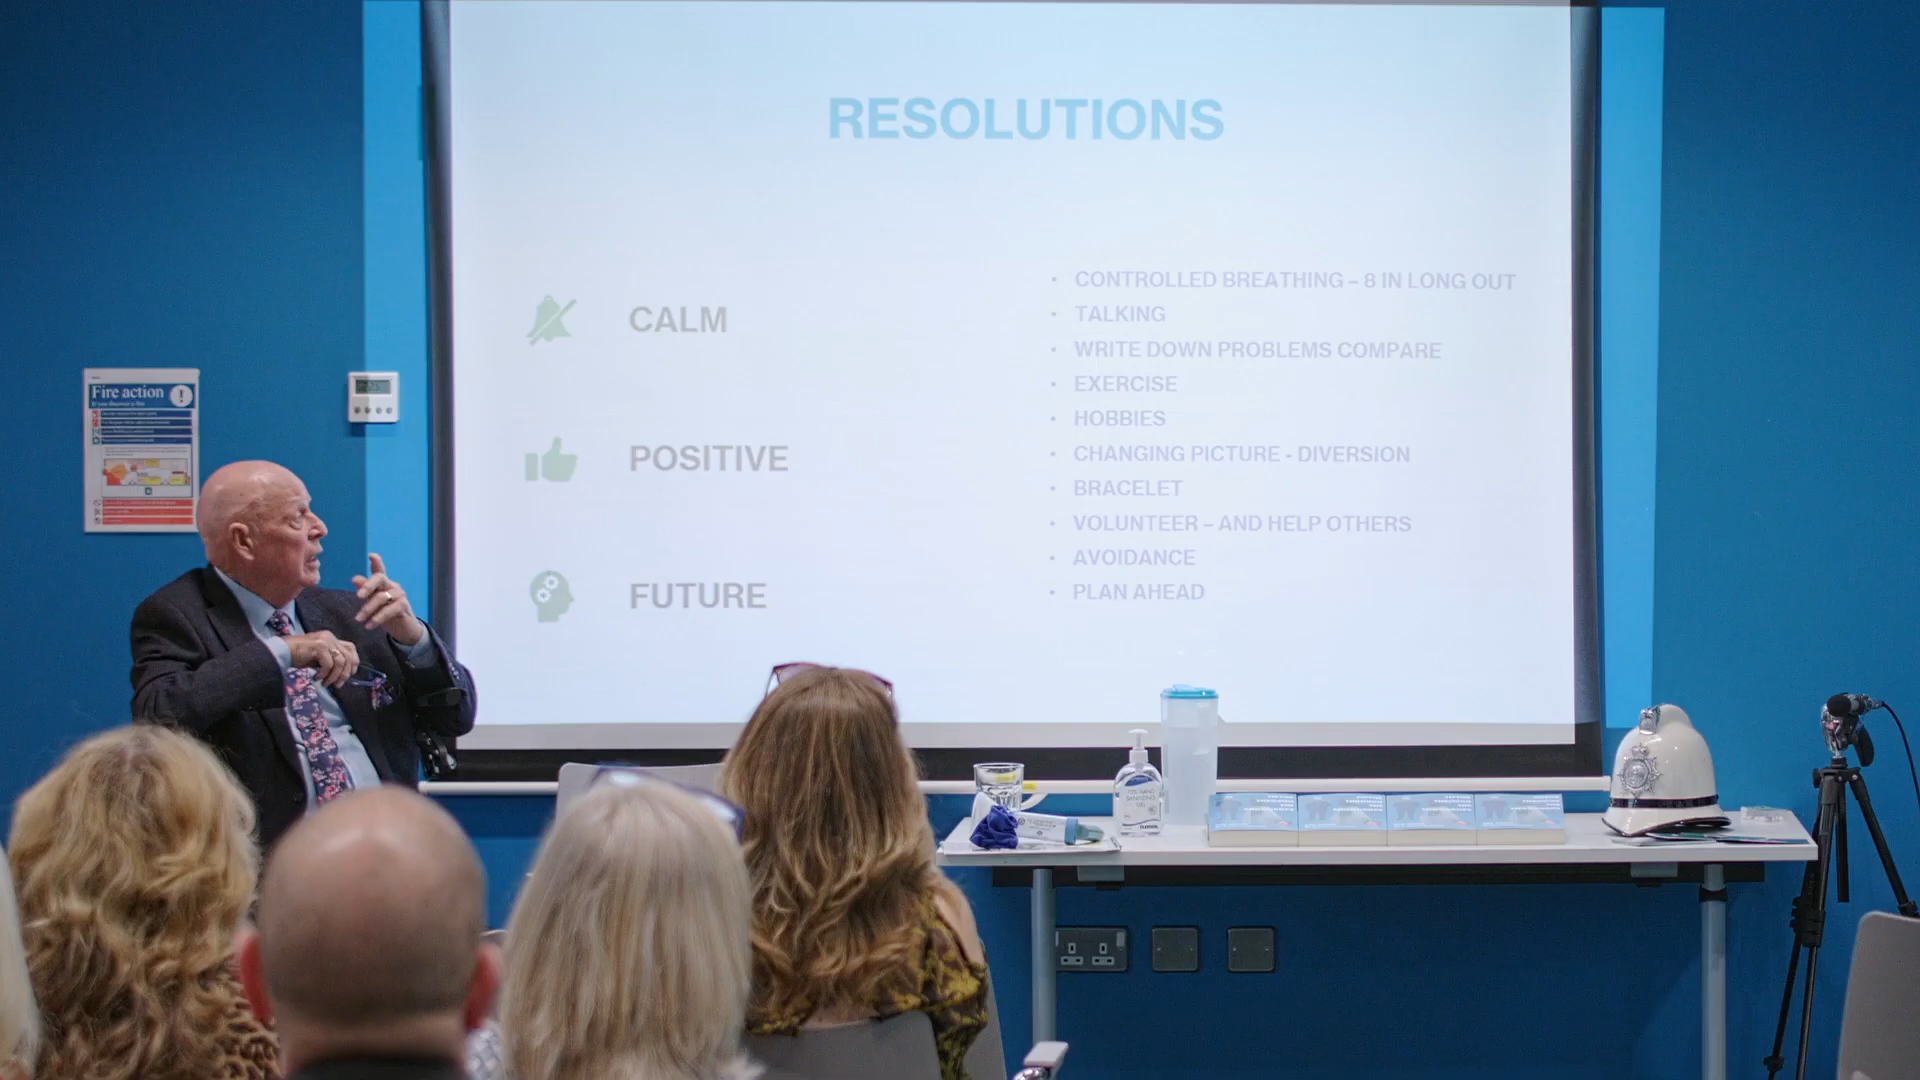 RESOLUTIONS
CALM
POSITIVE
FUTURE
• CONTROLLED BREATHING – 8 IN LONG OUT
• TALKING
• WRITE DOWN PROBLEMS COMPARE
• EXERCISE
• HOBBIES
• CHANGING PICTURE - DIVERSION
• BRACELET
• VOLUNTEER – AND HELP OTHERS
• AVOIDANCE
• PLAN AHEAD
Fire action